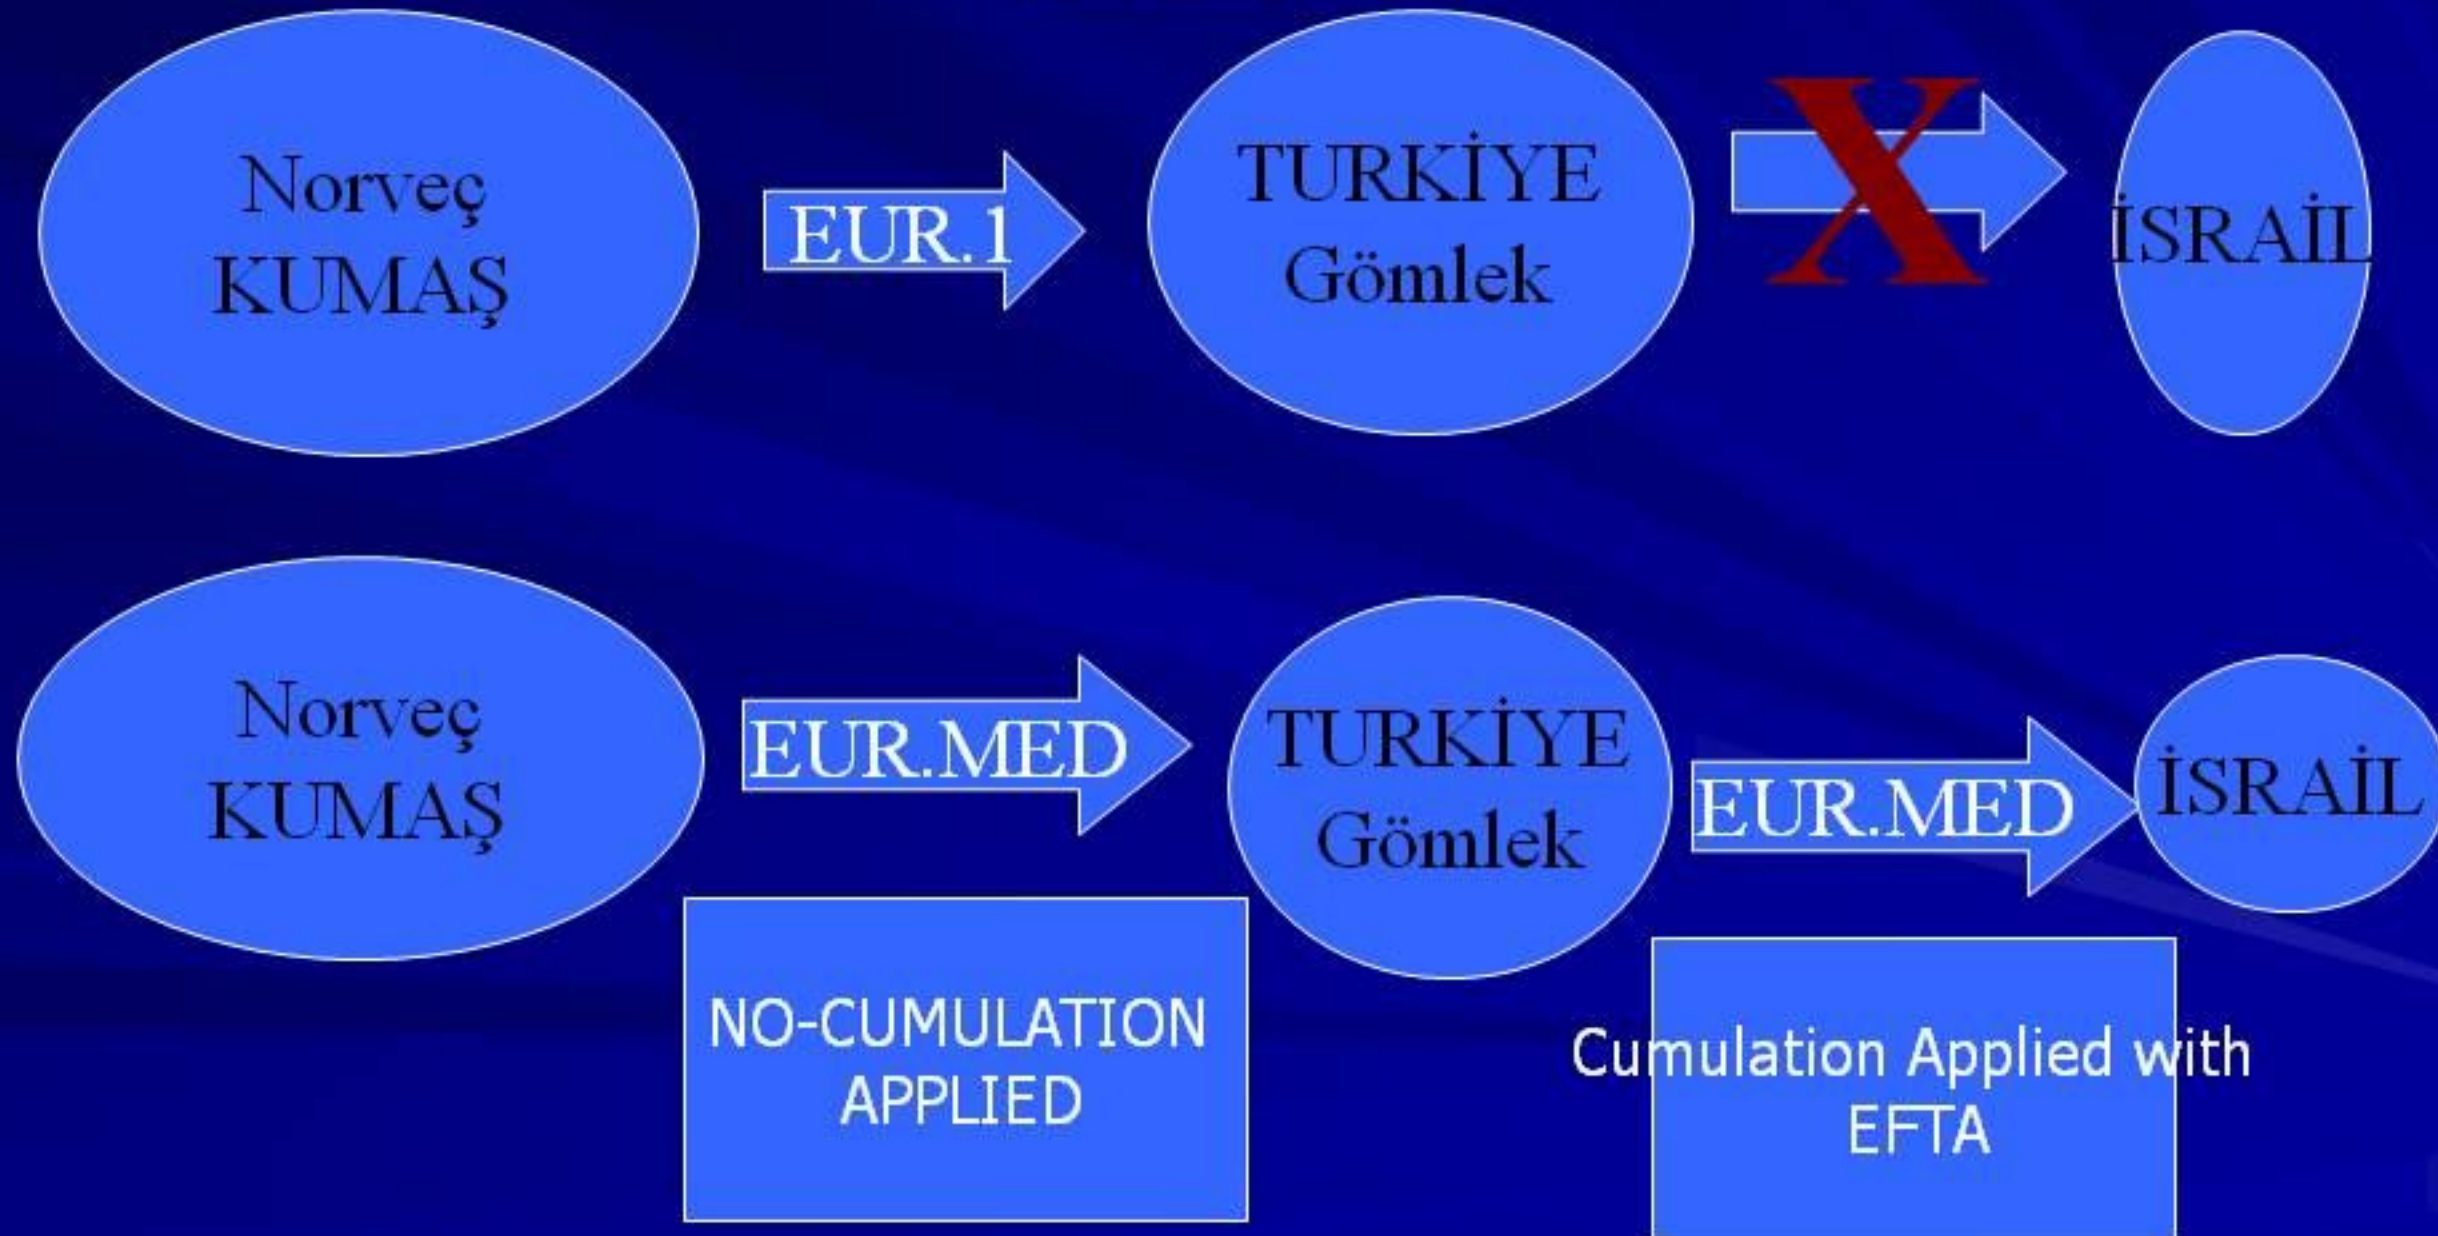 Norveç
KUMAŞ
EUR.1
TURKİYE
Gömlek
X
İSRAİL
Norveç
KUMAŞ
EUR.MED
TURKİYE
Gömlek
EUR.MED
İSRAİL
NO-CUMULATION
APPLIED
Cumulation Applied with
EFTA